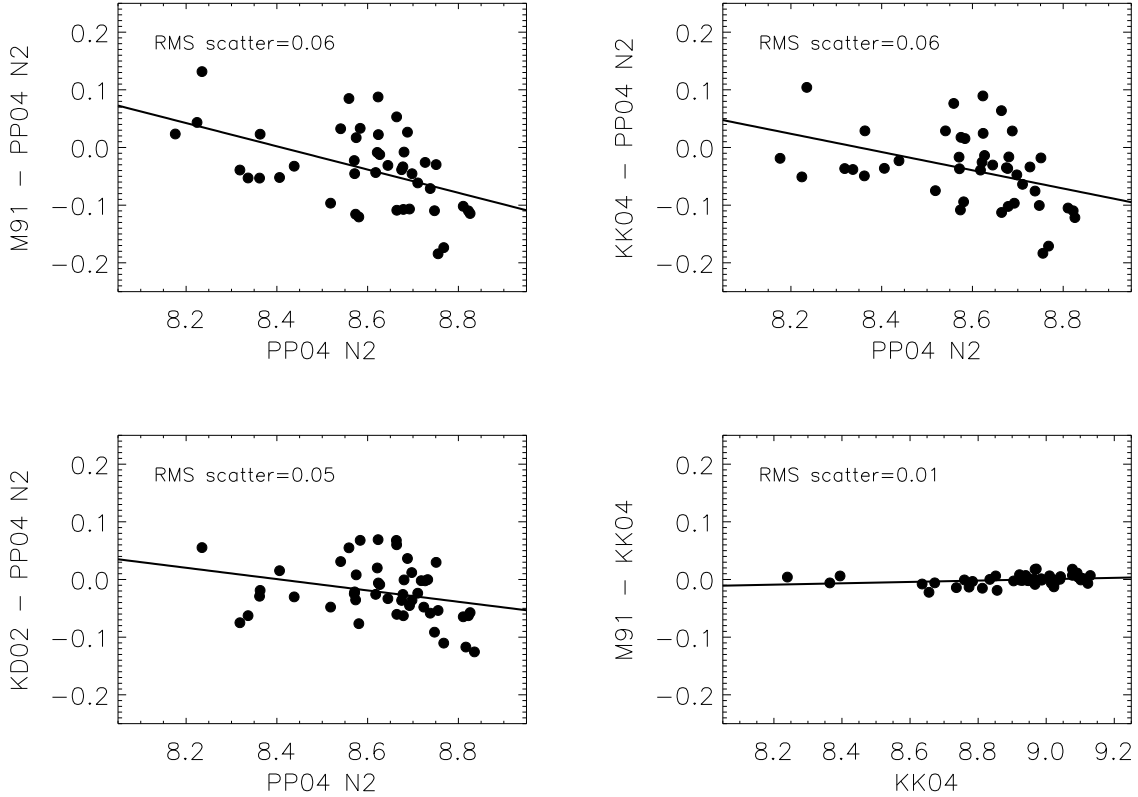 M91 − PP04 N2
0.2
0.1
0.0
−0.1
−0.2
RMS scatter=0.06
8.2 8.4 8.6 8.8
PP04 N2
KK04 − PP04 N2
0.2
0.1
0.0
−0.1
−0.2
RMS scatter=0.06
8.2 8.4 8.6 8.8
PP04 N2
KD02 − PP04 N2
0.2
0.1
0.0
−0.1
−0.2
RMS scatter=0.05
8.2 8.4 8.6 8.8
PP04 N2
M91 − KK04
0.2
0.1
0.0
−0.1
−0.2
RMS scatter=0.01
8.2 8.4 8.6 8.8 9.0 9.2
KK04